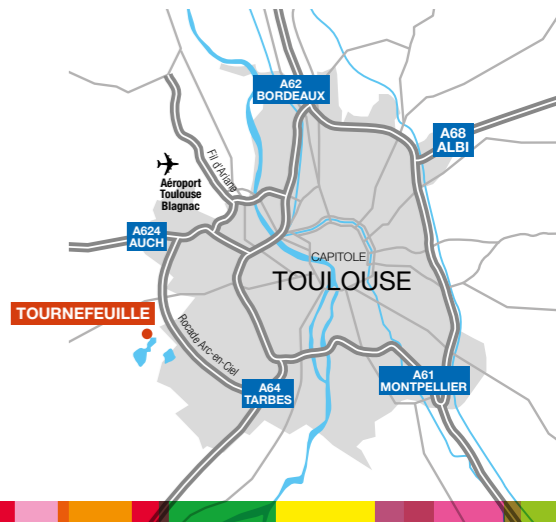 A62
BORDEAUX
A68
ALBI
Fil d'Ariane
Aéroport
Toulouse
Blagnac
A624
AUCH
CAPITOLE
TOULOUSE
TOURNEFEUILLE
Rocade Arc-en-Ciel
A64
TARBES
A61
MONTPELLIER